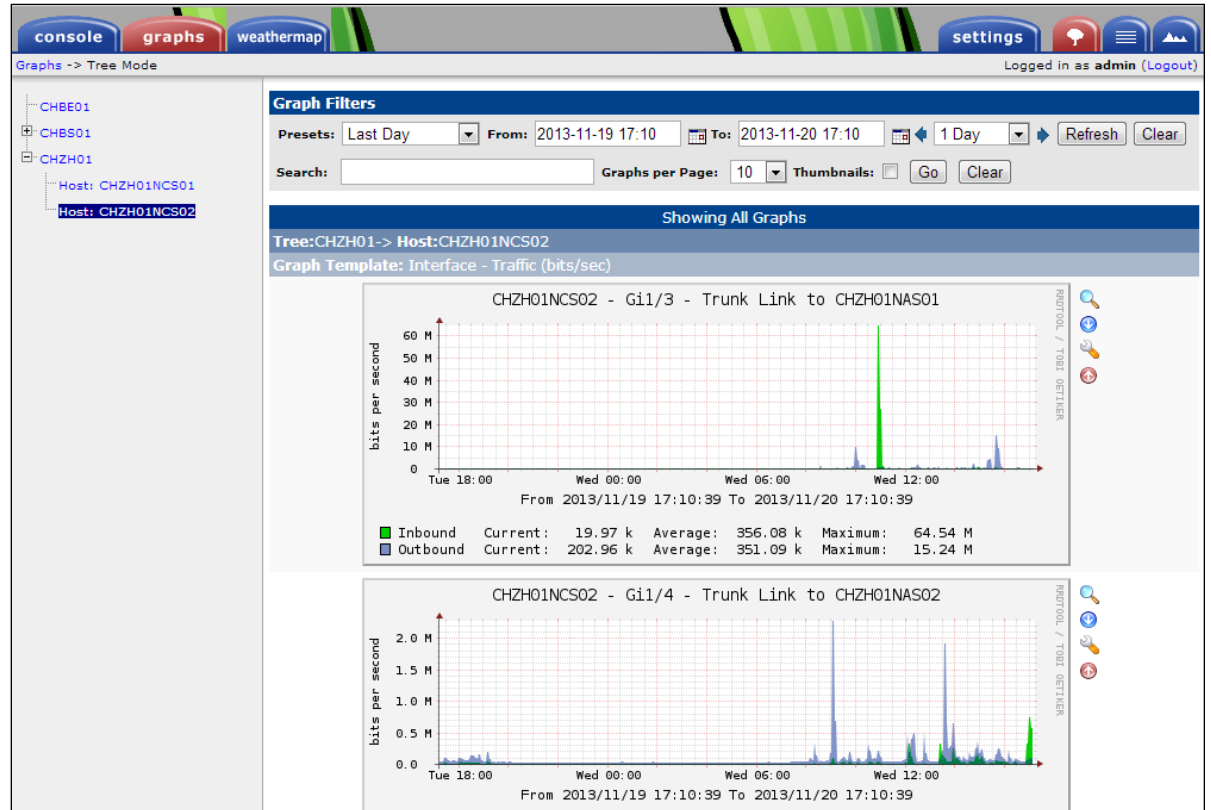 console graphs weathermap settings
Graphs -> Tree Mode Logged in as admin (Logout)
CHBE01
CHBS01
CHZH01
Host: CHZH01NCS01
Host: CHZH01NCS02
Graph Filters
Presets: Last Day From: 2013-11-19 17:10 To: 2013-11-20 17:10 1 Day Refresh Clear
Search: Graphs per Page: 10 Thumbnails: Go Clear
Showing All Graphs
Tree:CHZH01-> Host:CHZH01NCS02
Graph Template: Interface - Traffic (bits/sec)
CHZH01NCS02 - Gi1/3 - Trunk Link to CHZH01NAS01
RRDTOOL / TOBI OETIKER
bits per second
60 M
50 M
40 M
30 M
20 M
10 M
0
Tue 18:00 Wed 00:00 Wed 06:00 Wed 12:00
From 2013/11/19 17:10:39 To 2013/11/20 17:10:39
Inbound Current: 19.97 k Average: 356.08 k Maximum: 64.54 M
Outbound Current: 202.96 k Average: 351.09 k Maximum: 15.24 M
CHZH01NCS02 - Gi1/4 - Trunk Link to CHZH01NAS02
RRDTOOL / TOBI OETIKER
bits per second
2.0 M
1.5 M
1.0 M
0.5 M
0.0
Tue 18:00 Wed 00:00 Wed 06:00 Wed 12:00
From 2013/11/19 17:10:39 To 2013/11/20 17:10:39